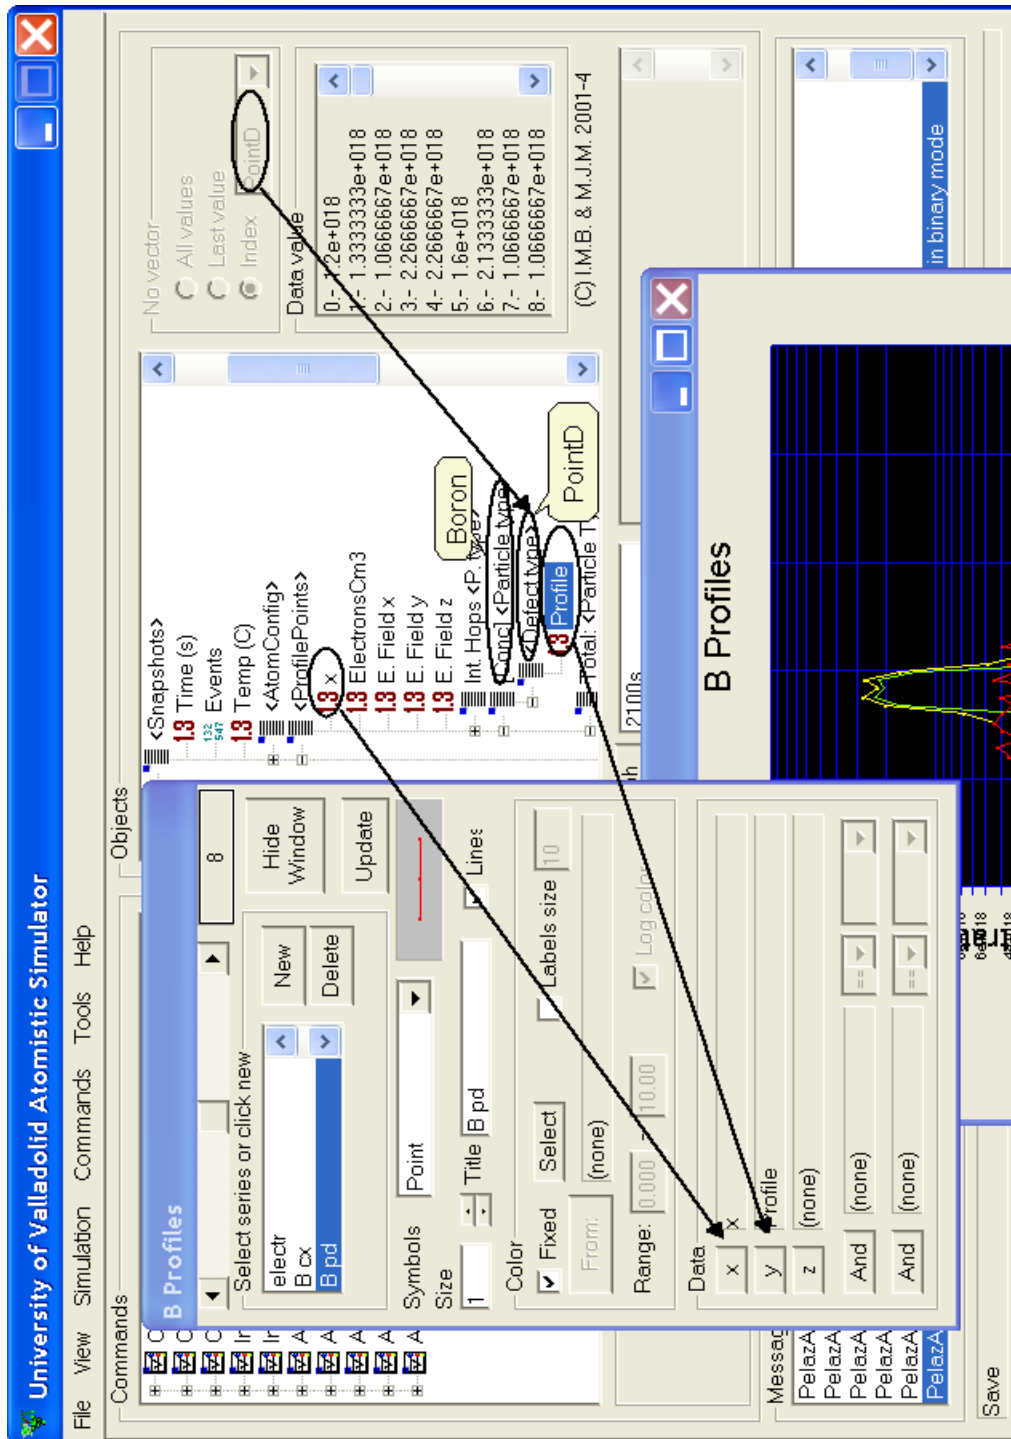 University of Valladolid Atomistic Simulator
File View Simulation Commands Tools Help
Commands
Objects
<Snapshots>
1.3 Time (s)
132 547 Events
1.3 Temp (C)
<AtomConfig>
<ProfilePoints>
1.3 x
1.3 ElectronsCm3
1.3 E. Field x
1.3 E. Field y
1.3 E. Field z
Int. Hops <P. type>
[Conc] <Particle type>
<Defect type>
1.3 Profile
Total: <Particle T
Boron
PointD
No vector
All values
Last value
Index PointD
Data value
0.- 1.2e+018
1.- 1.3333333e+018
2.- 1.0666667e+018
3.- 2.2666667e+018
4.- 2.2666667e+018
5.- 1.6e+018
6.- 2.1333333e+018
7.- 1.0666667e+018
8.- 1.0666667e+018
(C) I.M.B. & M.J.M. 2001-4
B Profiles
8
Select series or click new
electr
B cx
B pd
New
Delete
Hide Window
Update
Symbols
Point
Size
1
Title B pd
Lines
Color
Fixed
Select
Labels size 10
From:
(none)
Range: 0.000 - 10.00
Log color
Data
x x
y Profile
z (none)
And (none) ==
And (none) ==
2100s
B Profiles
in binary mode
Messag
PelazA
PelazA
PelazA
PelazA
PelazA
PelazA
Save